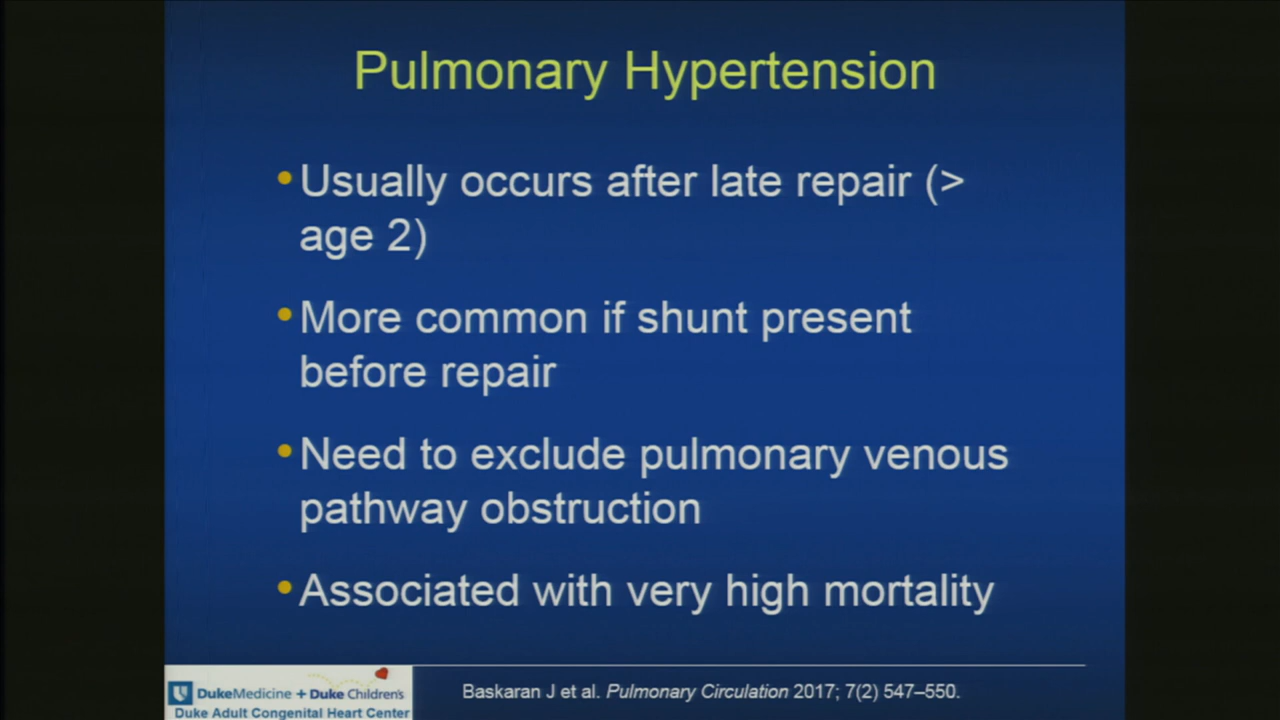 Pulmonary Hypertension
•Usually occurs after late repair (>
age 2)
•More common if shunt present
before repair
•Need to exclude pulmonary venous
pathway obstruction
•Associated with very high mortality
DukeMedicine + Duke Children's
Duke Adult Congenital Heart Center
Baskaran J et al. Pulmonary Circulation 2017; 7(2) 547–550.